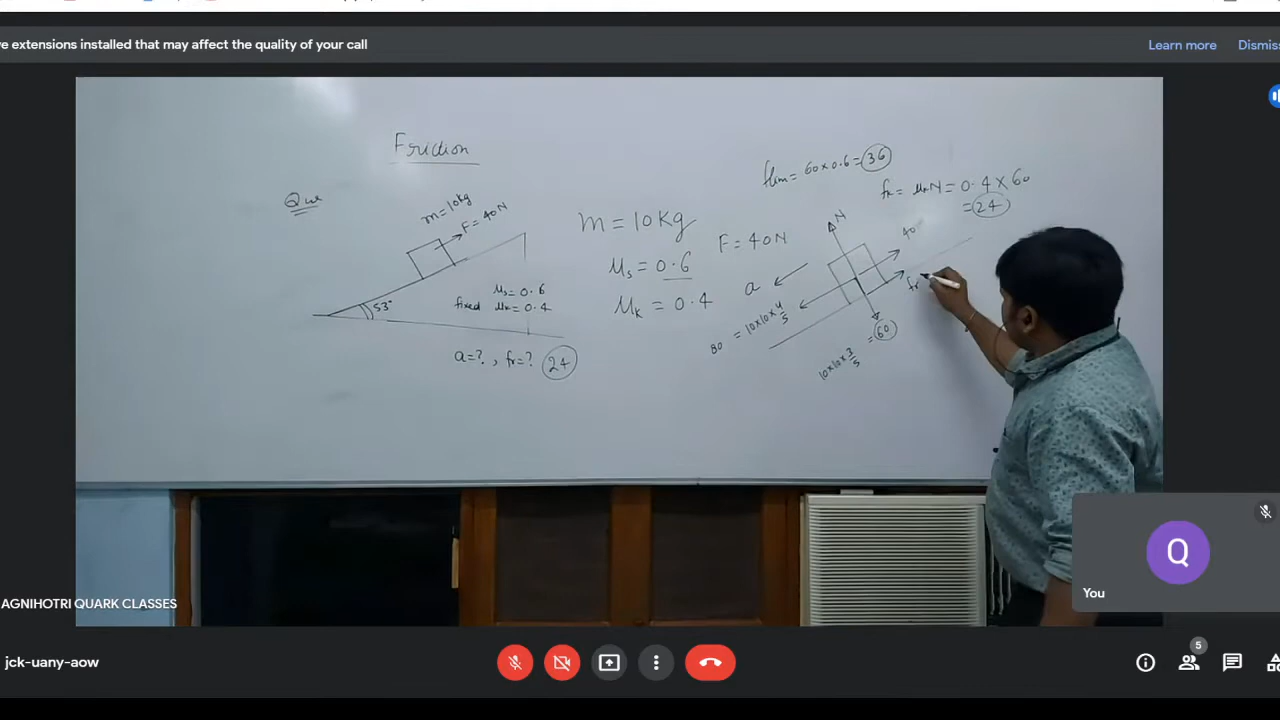 ve extensions installed that may affect the quality of your call
Learn more
Dismiss
Friction
Que
m=10kg
F=40N
53°
fixed
μs=0.6
μk=0.4
a=? , fr=? 24
m=10Kg
μs=0.6
μk=0.4
F=40N
flim=60×0.6=36
fr=μkN=0.4×60
=24
N
40
fr
a
80 = 10×10×4/5
10×10×3/5 = 60
Q
You
AGNIHOTRI QUARK CLASSES
jck-uany-aow
5